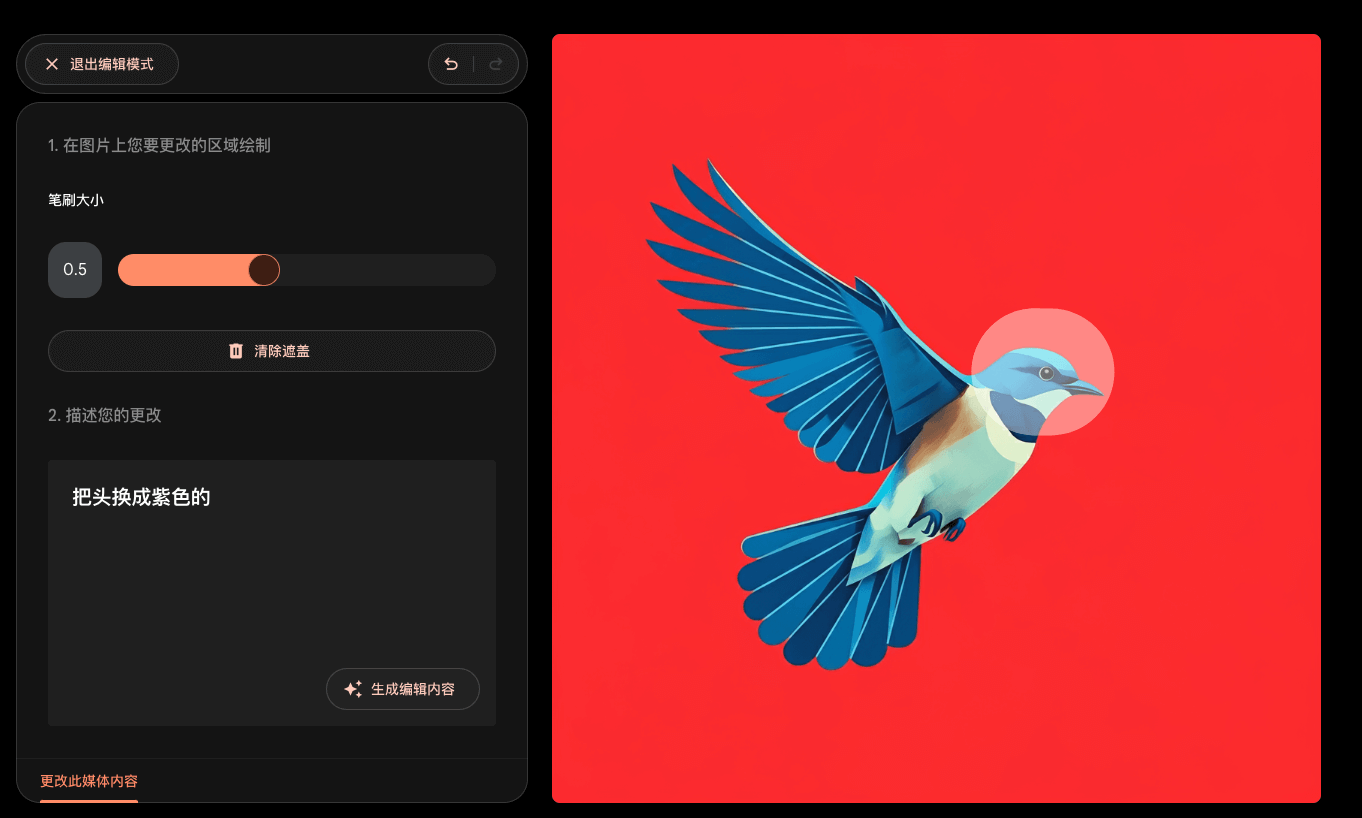 退出编辑模式
1. 在图片上您要更改的区域绘制
笔刷大小
0.5
清除遮盖
2. 描述您的更改
把头换成紫色的
生成编辑内容
更改此媒体内容